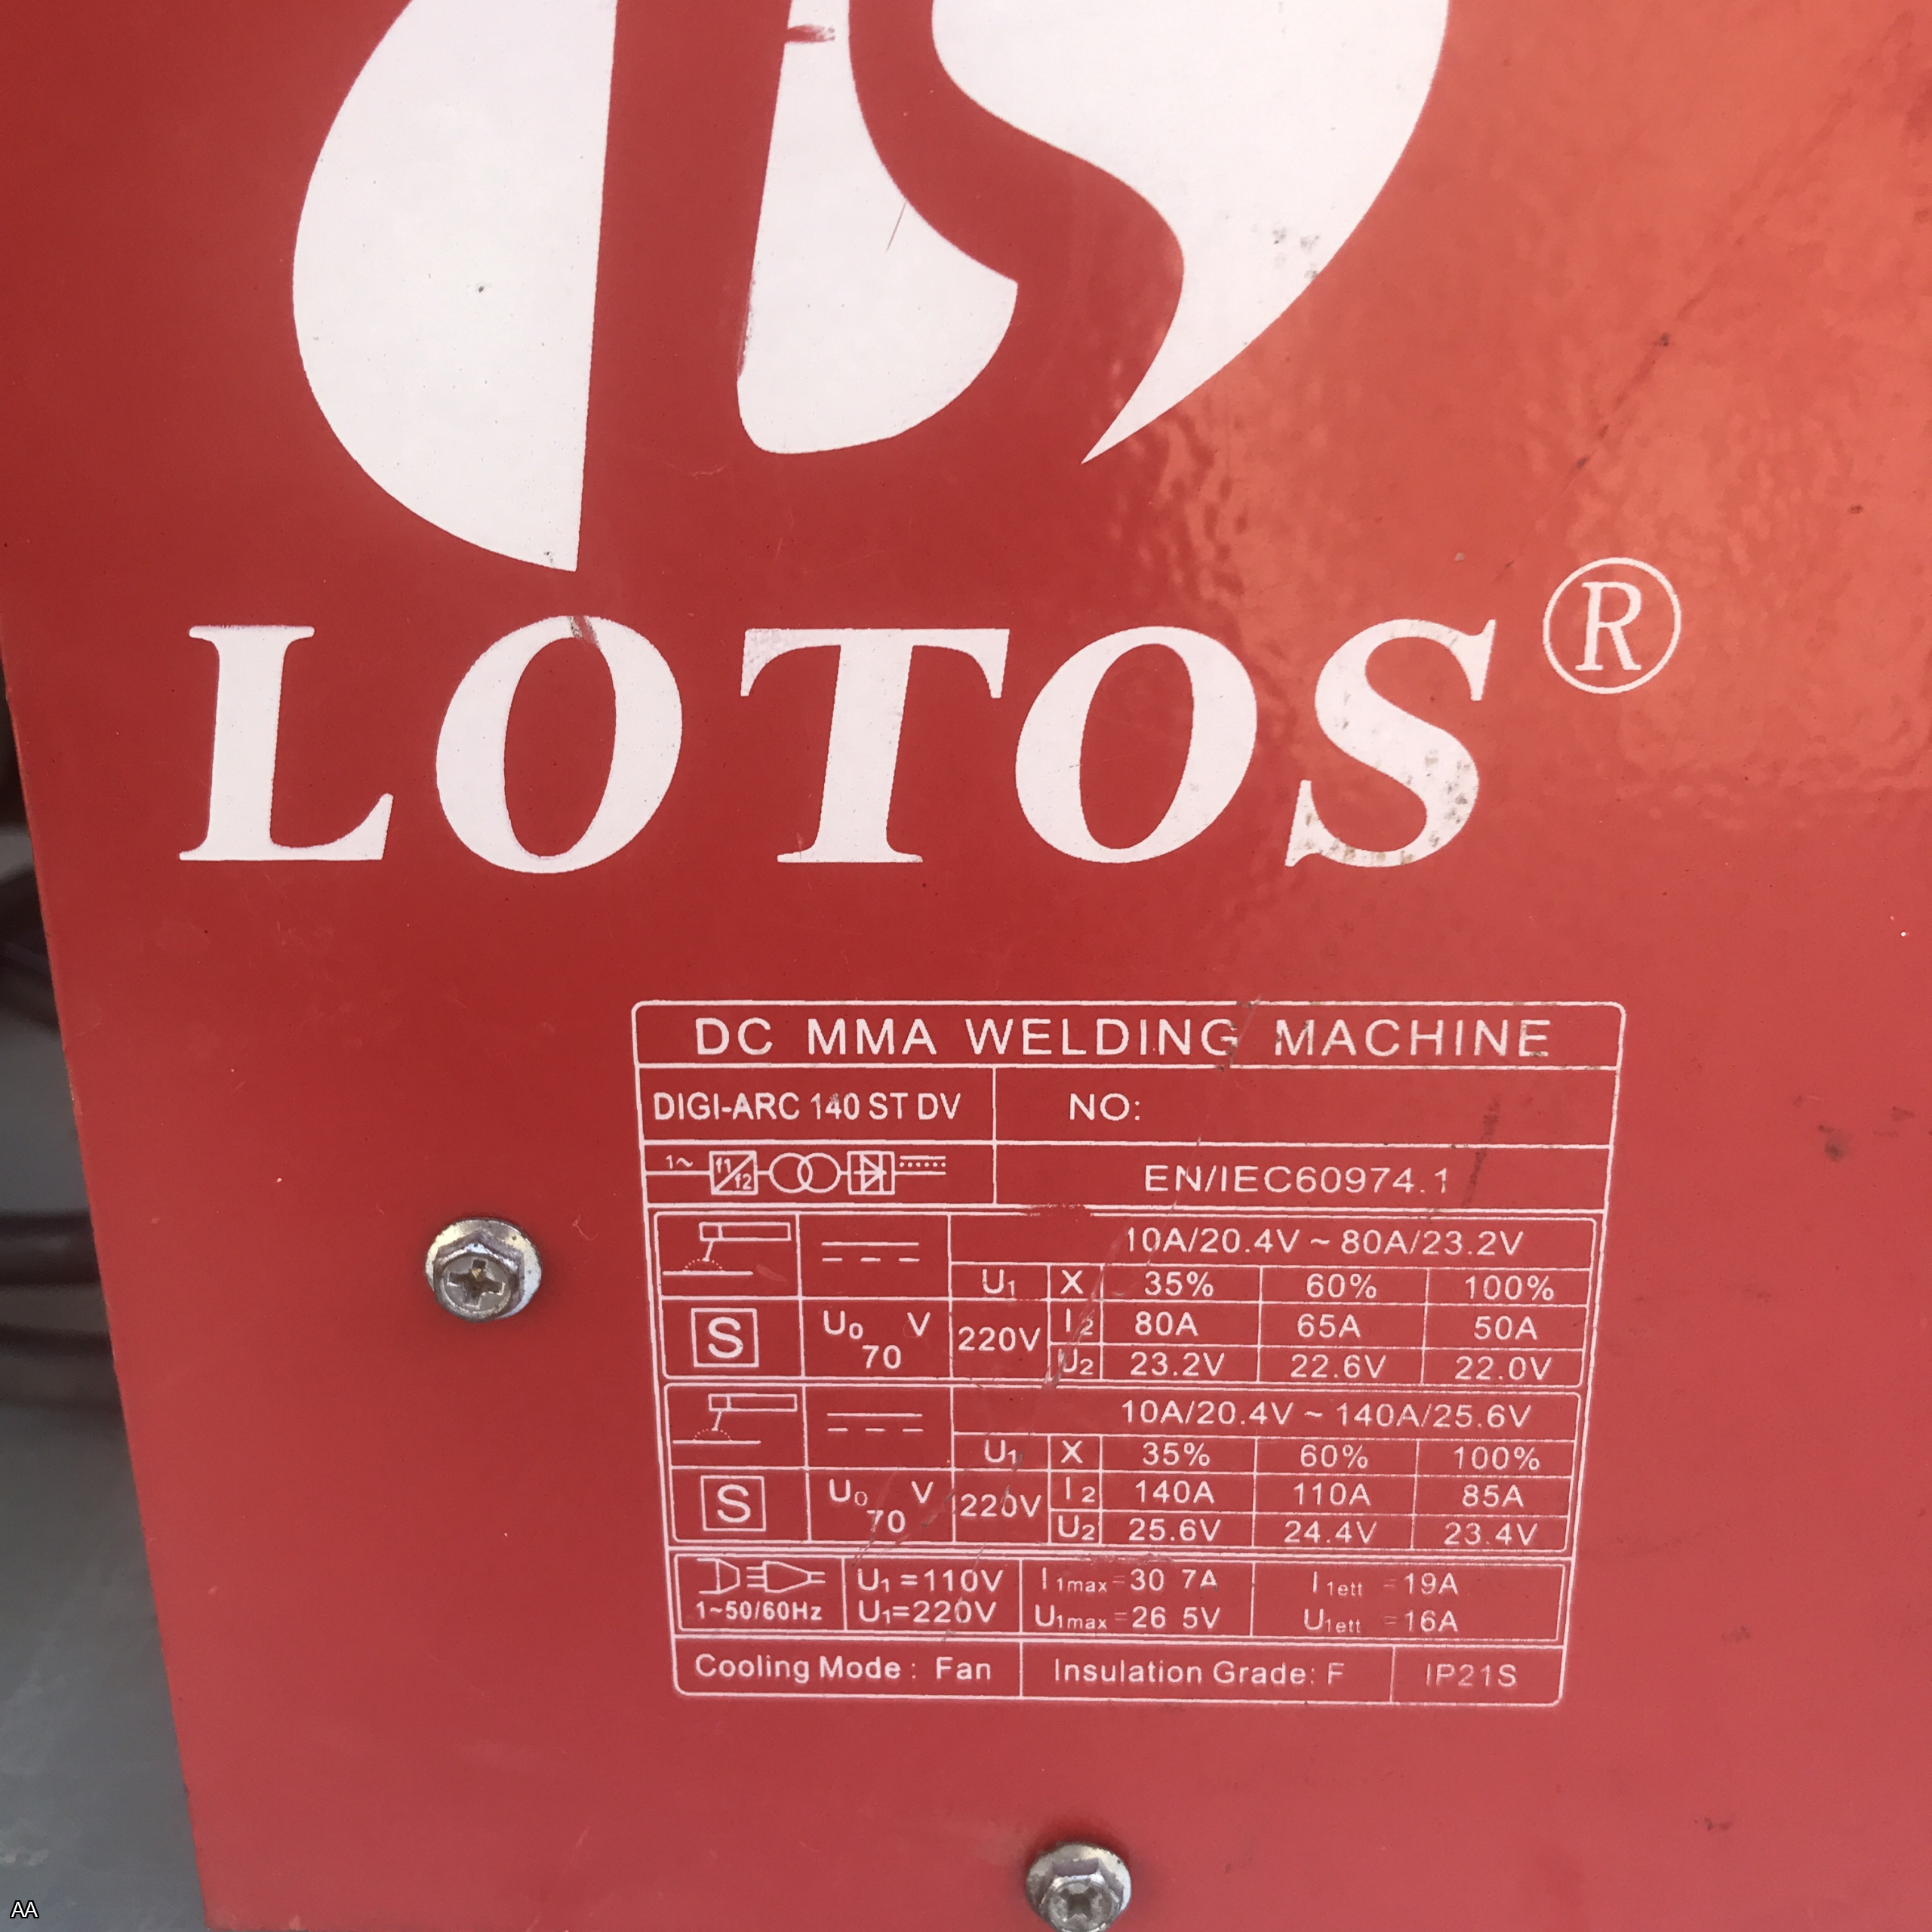 LOTOS®
DC MMA WELDING MACHINE
DIGI-ARC 140 ST DV NO:
1~ f1 f2 EN/IEC60974.1
10A/20.4V ~ 80A/23.2V
U1 X 35% 60% 100%
S U0 70 V 220V I2 80A 65A 50A
U2 23.2V 22.6V 22.0V
10A/20.4V ~ 140A/25.6V
U1 X 35% 60% 100%
S U0 70 V 220V I2 140A 110A 85A
U2 25.6V 24.4V 23.4V
U1=110V I1max=30 7A I1ett =19A
1~50/60Hz U1=220V U1max=26 5V U1ett =16A
Cooling Mode: Fan Insulation Grade: F IP21S
AA